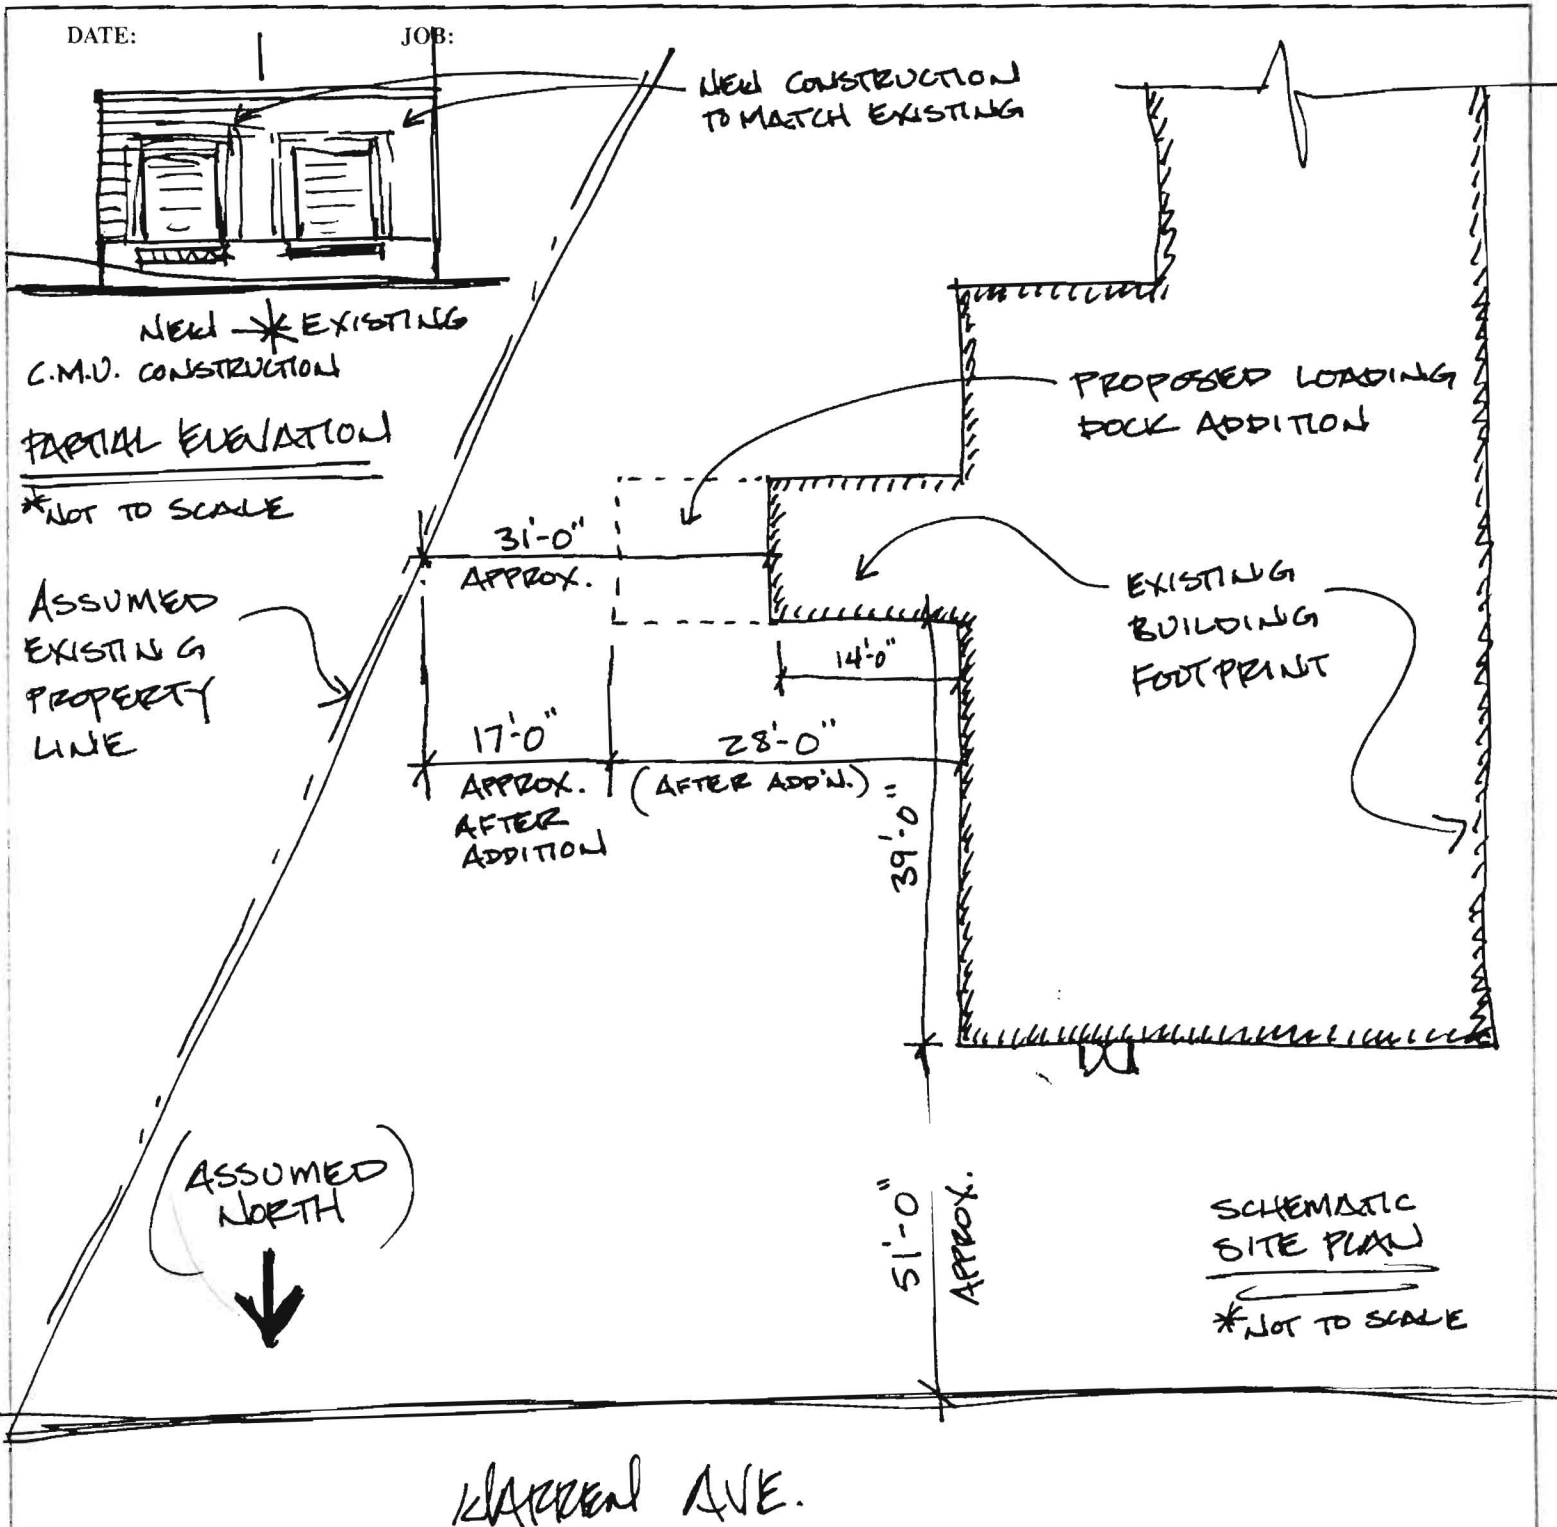 DATE:
JOB:
NEW CONSTRUCTION
TO MATCH EXISTING
NEW EXISTING
C.M.U. CONSTRUCTION
PARTIAL ELEVATION
*NOT TO SCALE
PROPOSED LOADING
DOCK ADDITION
31'-0"
APPROX.
ASSUMED
EXISTING
PROPERTY
LINE
EXISTING
BUILDING
FOOTPRINT
14'-0"
17'-0"
APPROX.
AFTER
ADDITION
28'-0"
(AFTER ADD'N.)
39'-0"
(ASSUMED
NORTH)
51'-0"
APPROX.
SCHEMATIC
SITE PLAN
*NOT TO SCALE
WARREN AVE.